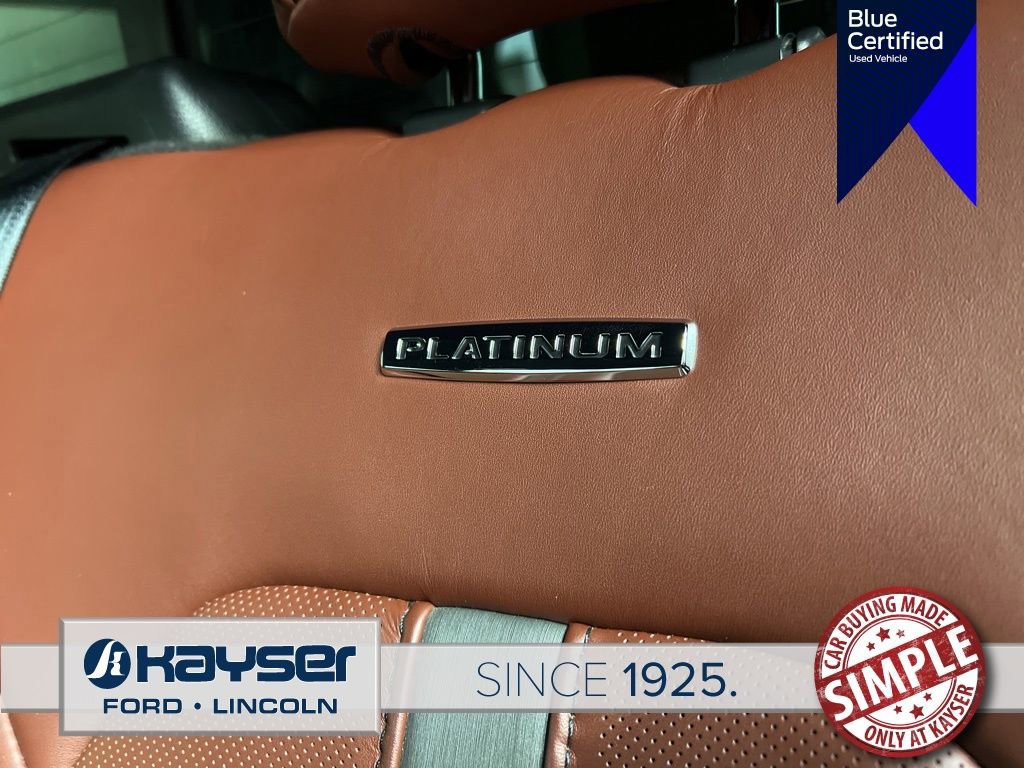 Blue
Certified
Used Vehicle
PLATINUM
Kayser
FORD • LINCOLN
SINCE 1925.
CAR BUYING MADE
SIMPLE
ONLY AT KAYSER